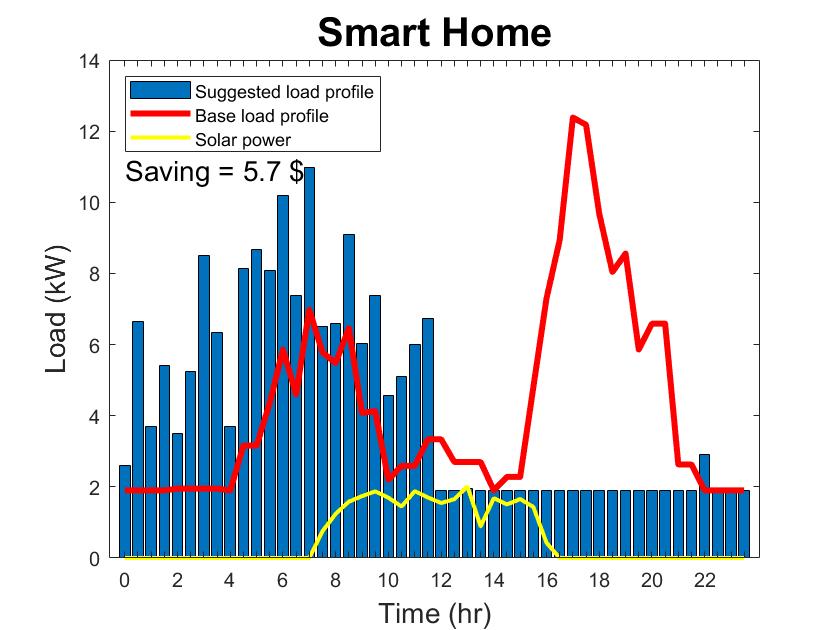 Smart Home
Suggested load profile
Base load profile
Solar power
Saving = 5.7 $
Load (kW)
14
12
10
8
6
4
2
0
0 2 4 6 8 10 12 14 16 18 20 22
Time (hr)